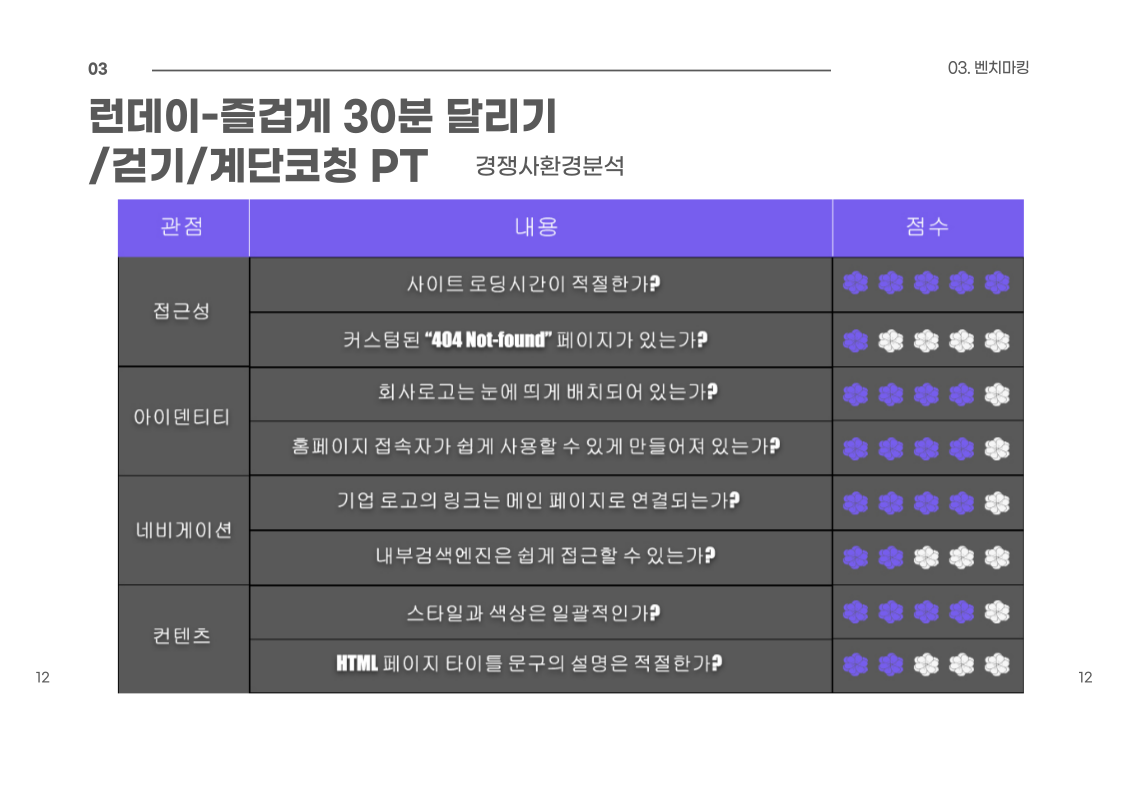 03
03. 벤치마킹
런데이-즐겁게 30분 달리기
/걷기/계단코칭 PT
경쟁사환경분석
관점
내용
점수
접근성
사이트 로딩시간이 적절한가?
커스텀된 “404 Not-found” 페이지가 있는가?
아이덴티티
회사로고는 눈에 띄게 배치되어 있는가?
홈페이지 접속자가 쉽게 사용할 수 있게 만들어져 있는가?
네비게이션
기업 로고의 링크는 메인 페이지로 연결되는가?
내부검색엔진은 쉽게 접근할 수 있는가?
컨텐츠
스타일과 색상은 일괄적인가?
HTML 페이지 타이틀 문구의 설명은 적절한가?
12
12